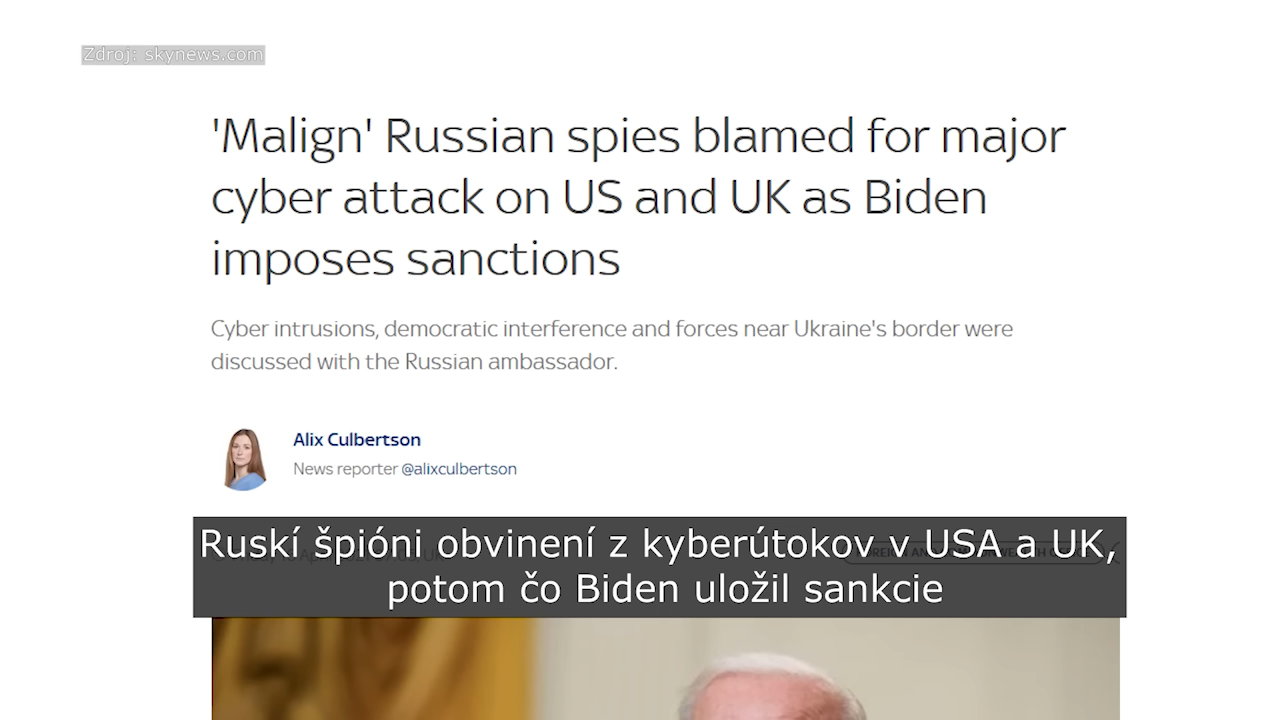 Zdroj: skynews.com
'Malign' Russian spies blamed for major
cyber attack on US and UK as Biden
imposes sanctions
Cyber intrusions, democratic interference and forces near Ukraine's border were
discussed with the Russian ambassador.
Alix Culbertson
News reporter @alixculbertson
Ruskí špióni obvinení z kyberútokov v USA a UK,
potom čo Biden uložil sankcie